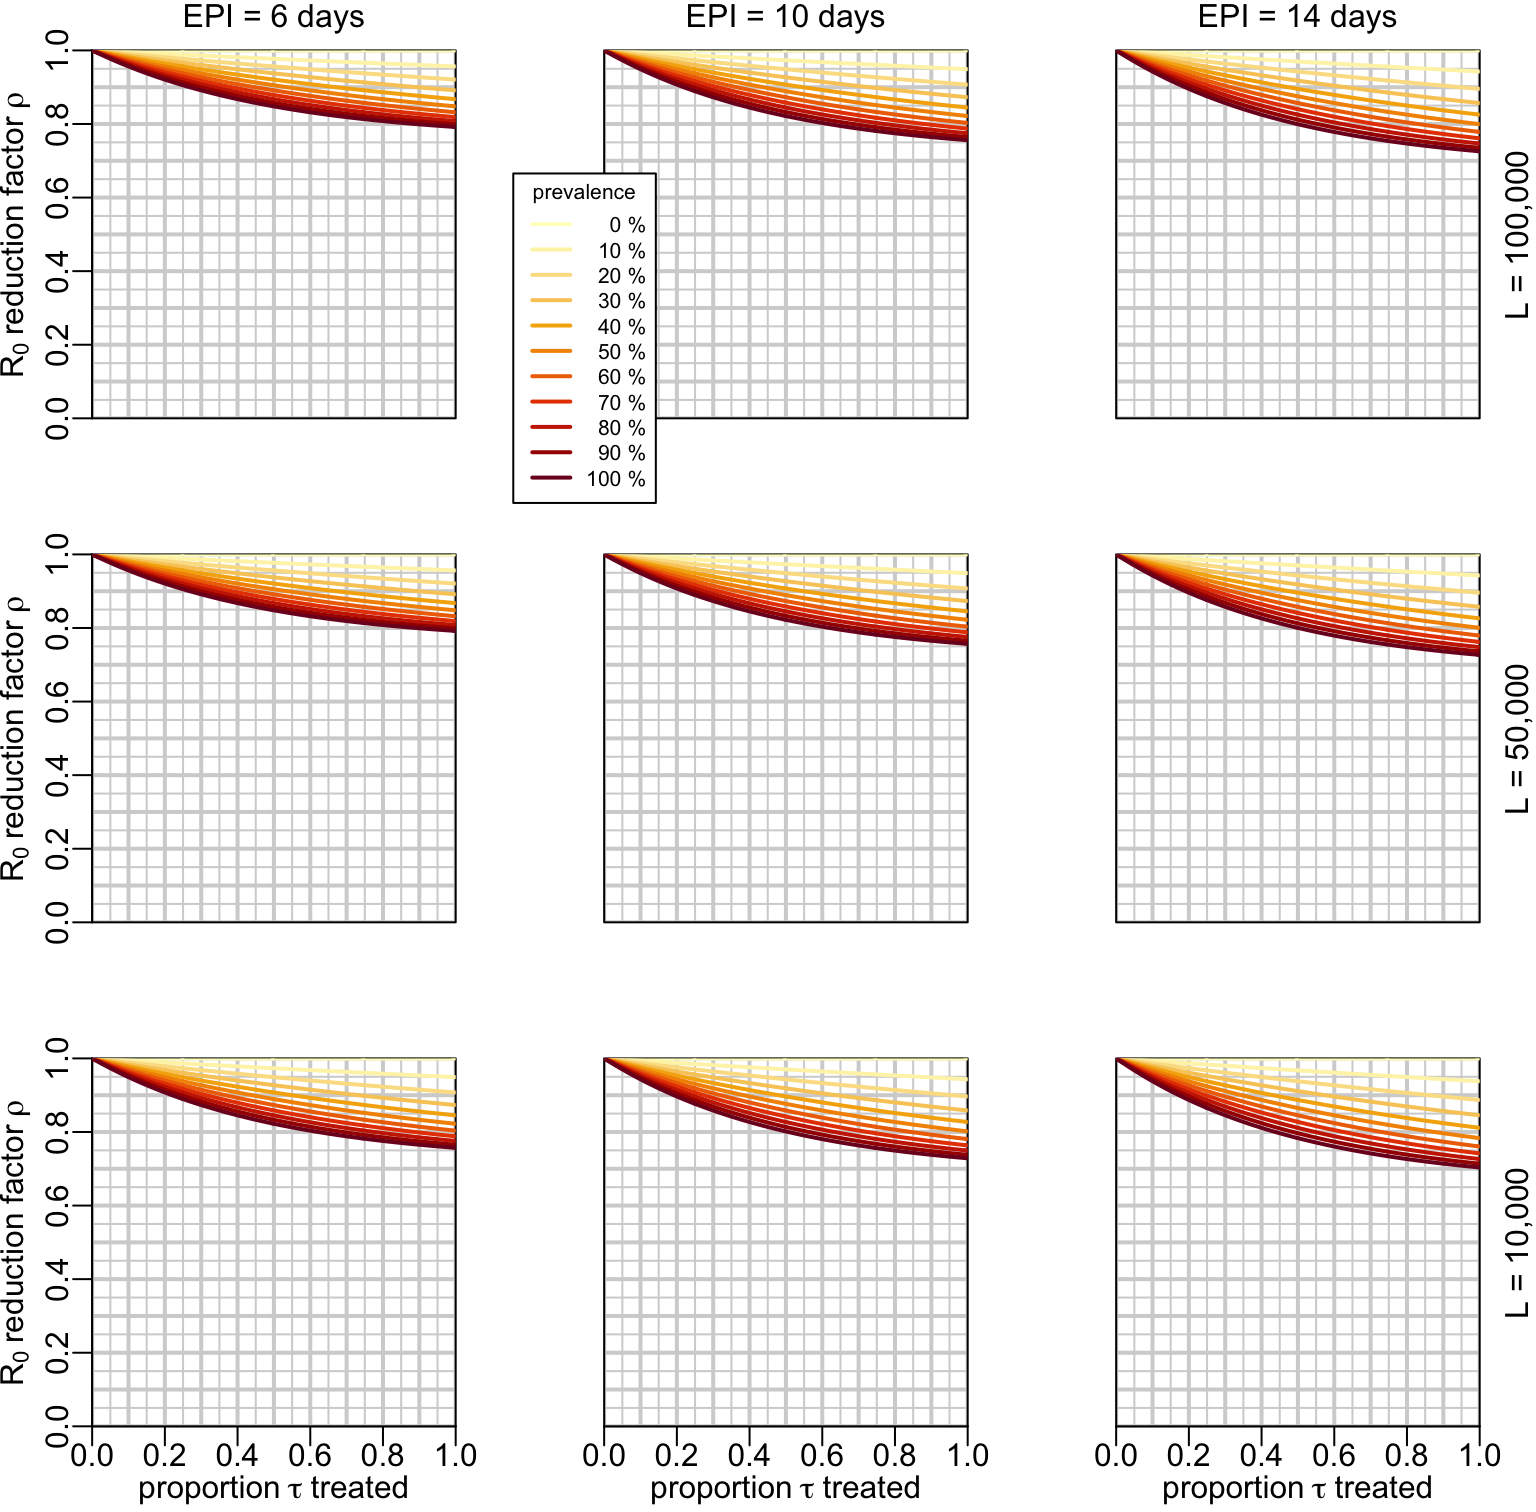 EPI = 6 days
EPI = 10 days
EPI = 14 days
R0 reduction factor ρ
1.0
0.8
0.6
0.4
0.2
0.0
prevalence
0 %
10 %
20 %
30 %
40 %
50 %
60 %
70 %
80 %
90 %
100 %
L = 100,000
R0 reduction factor ρ
1.0
0.8
0.6
0.4
0.2
0.0
L = 50,000
R0 reduction factor ρ
1.0
0.8
0.6
0.4
0.2
0.0
L = 10,000
0.0 0.2 0.4 0.6 0.8 1.0
0.0 0.2 0.4 0.6 0.8 1.0
0.0 0.2 0.4 0.6 0.8 1.0
proportion τ treated
proportion τ treated
proportion τ treated